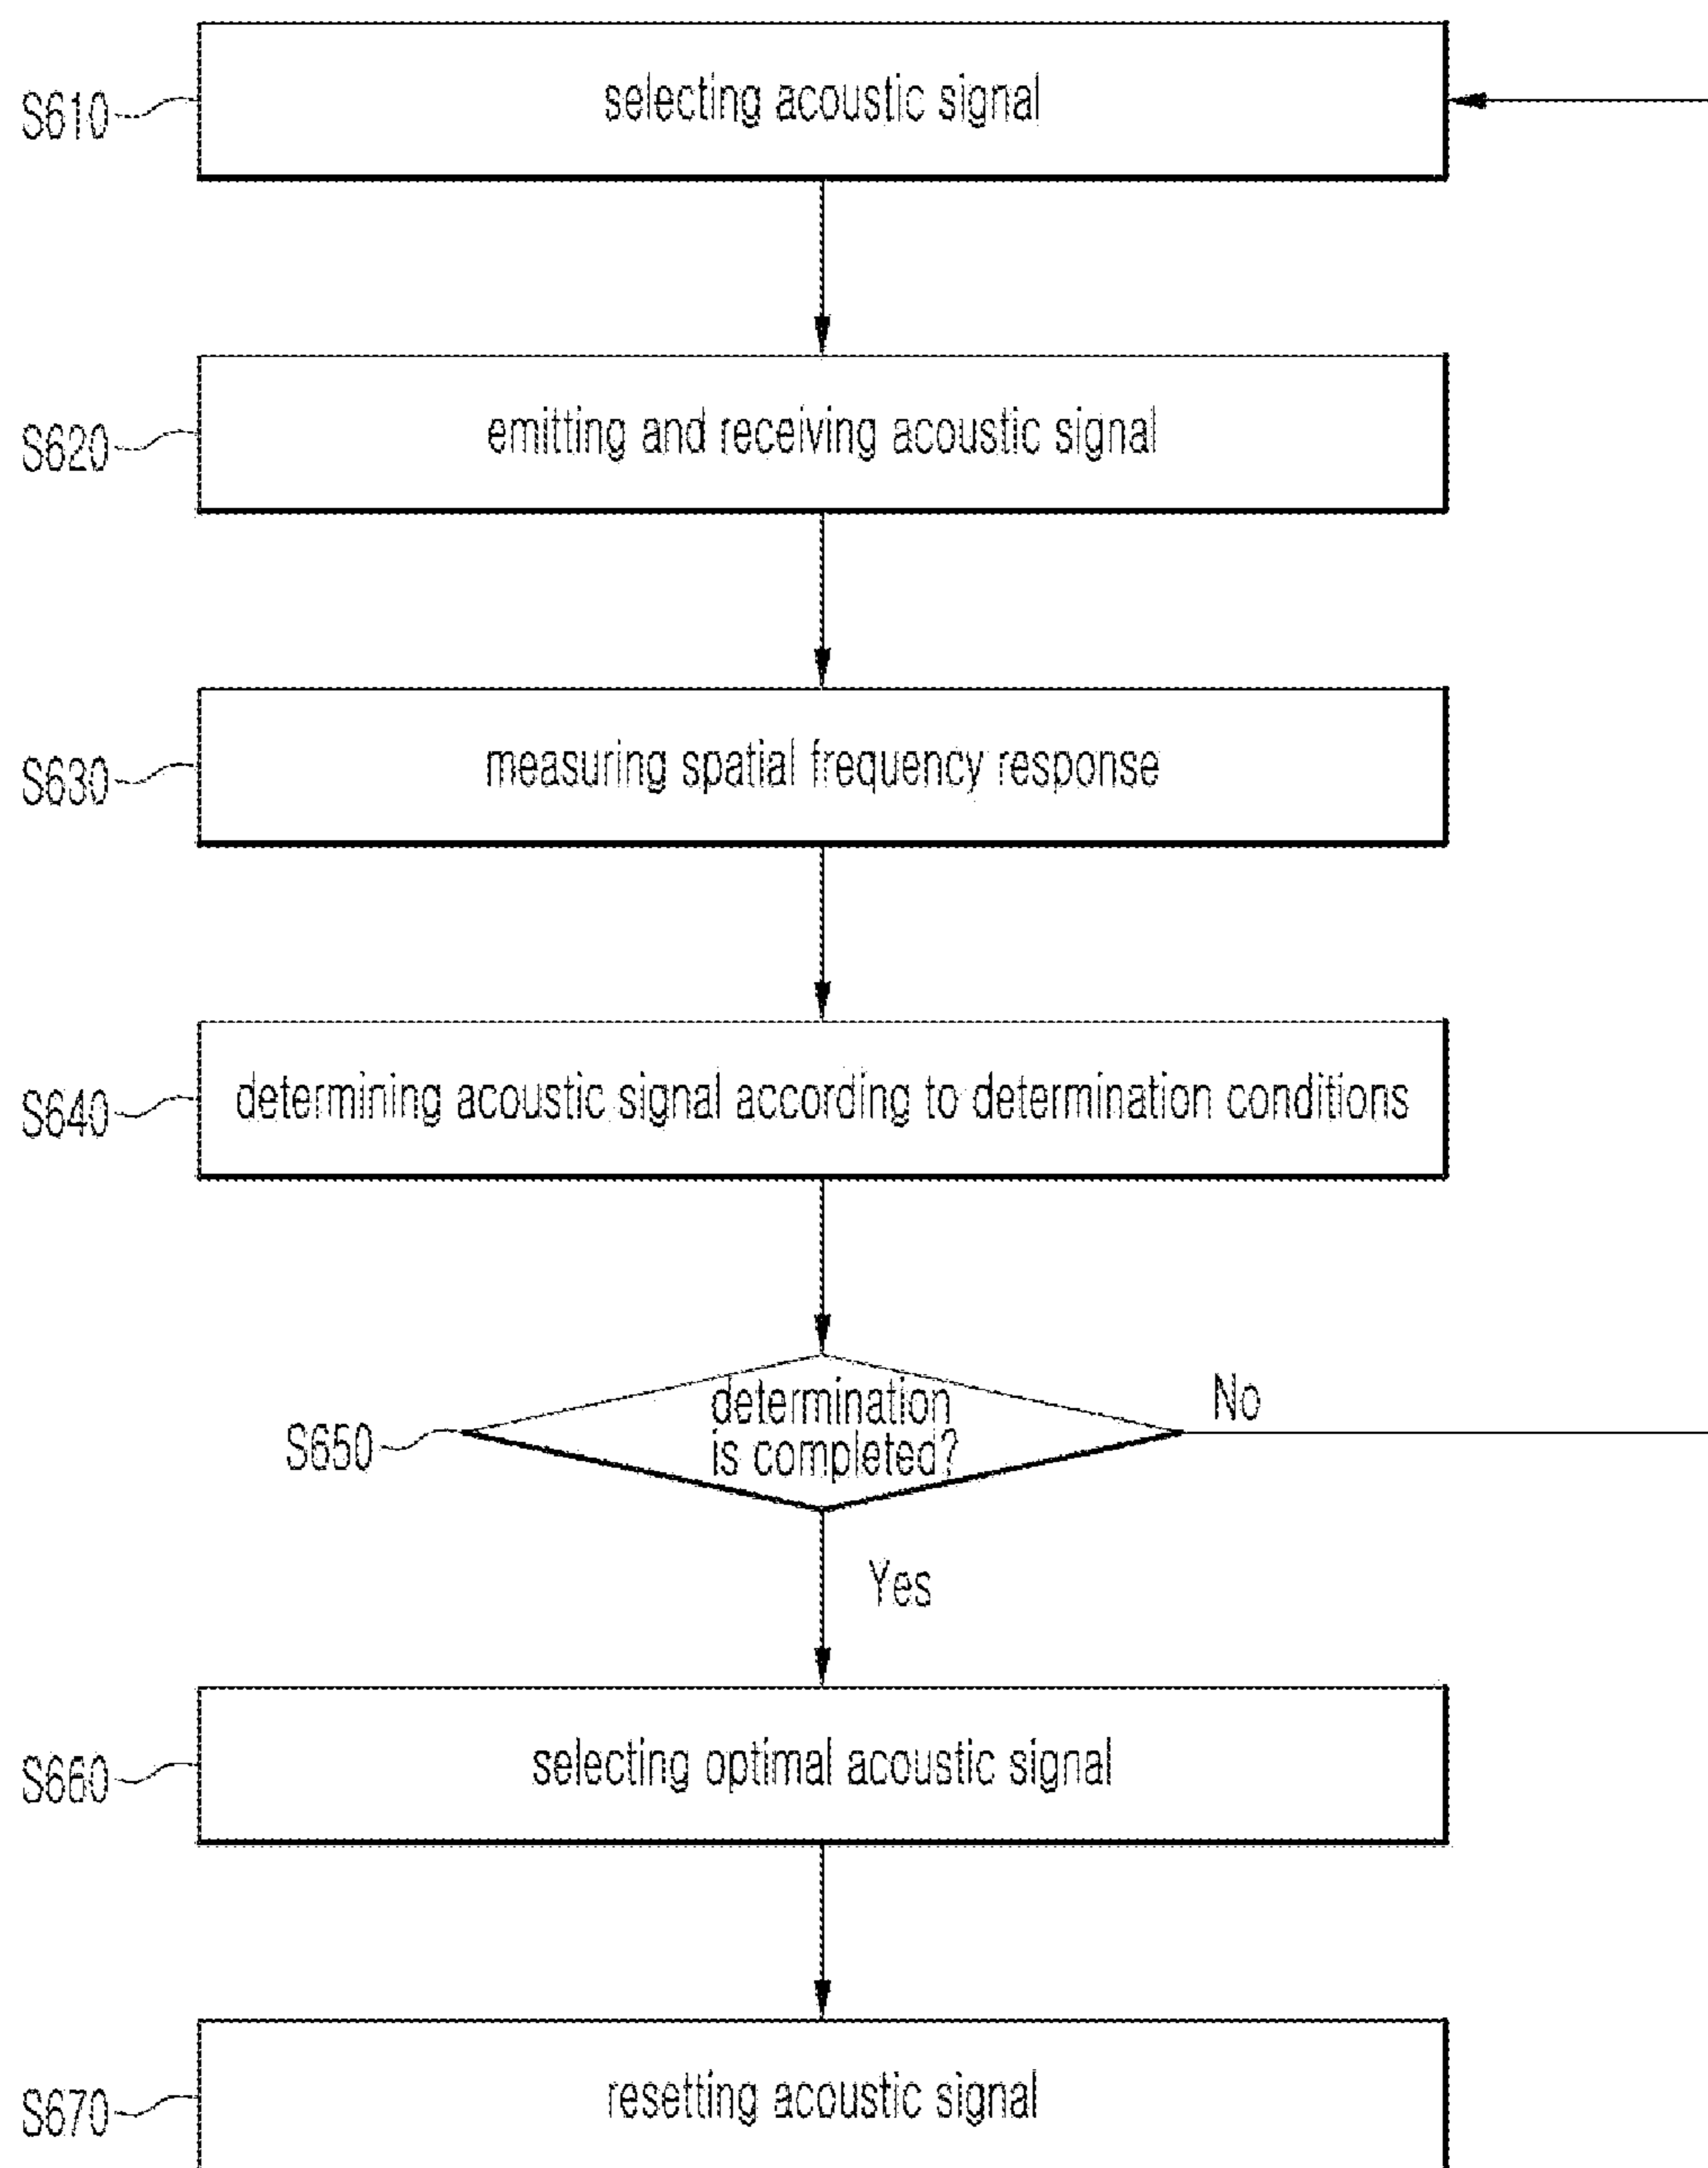 S610
selecting acoustic signal
S620
emitting and receiving acoustic signal
S630
measuring spatial frequency response
S640
determining acoustic signal according to determination conditions
S650
determination
is completed?
No
Yes
S660
selecting optimal acoustic signal
S670
resetting acoustic signal